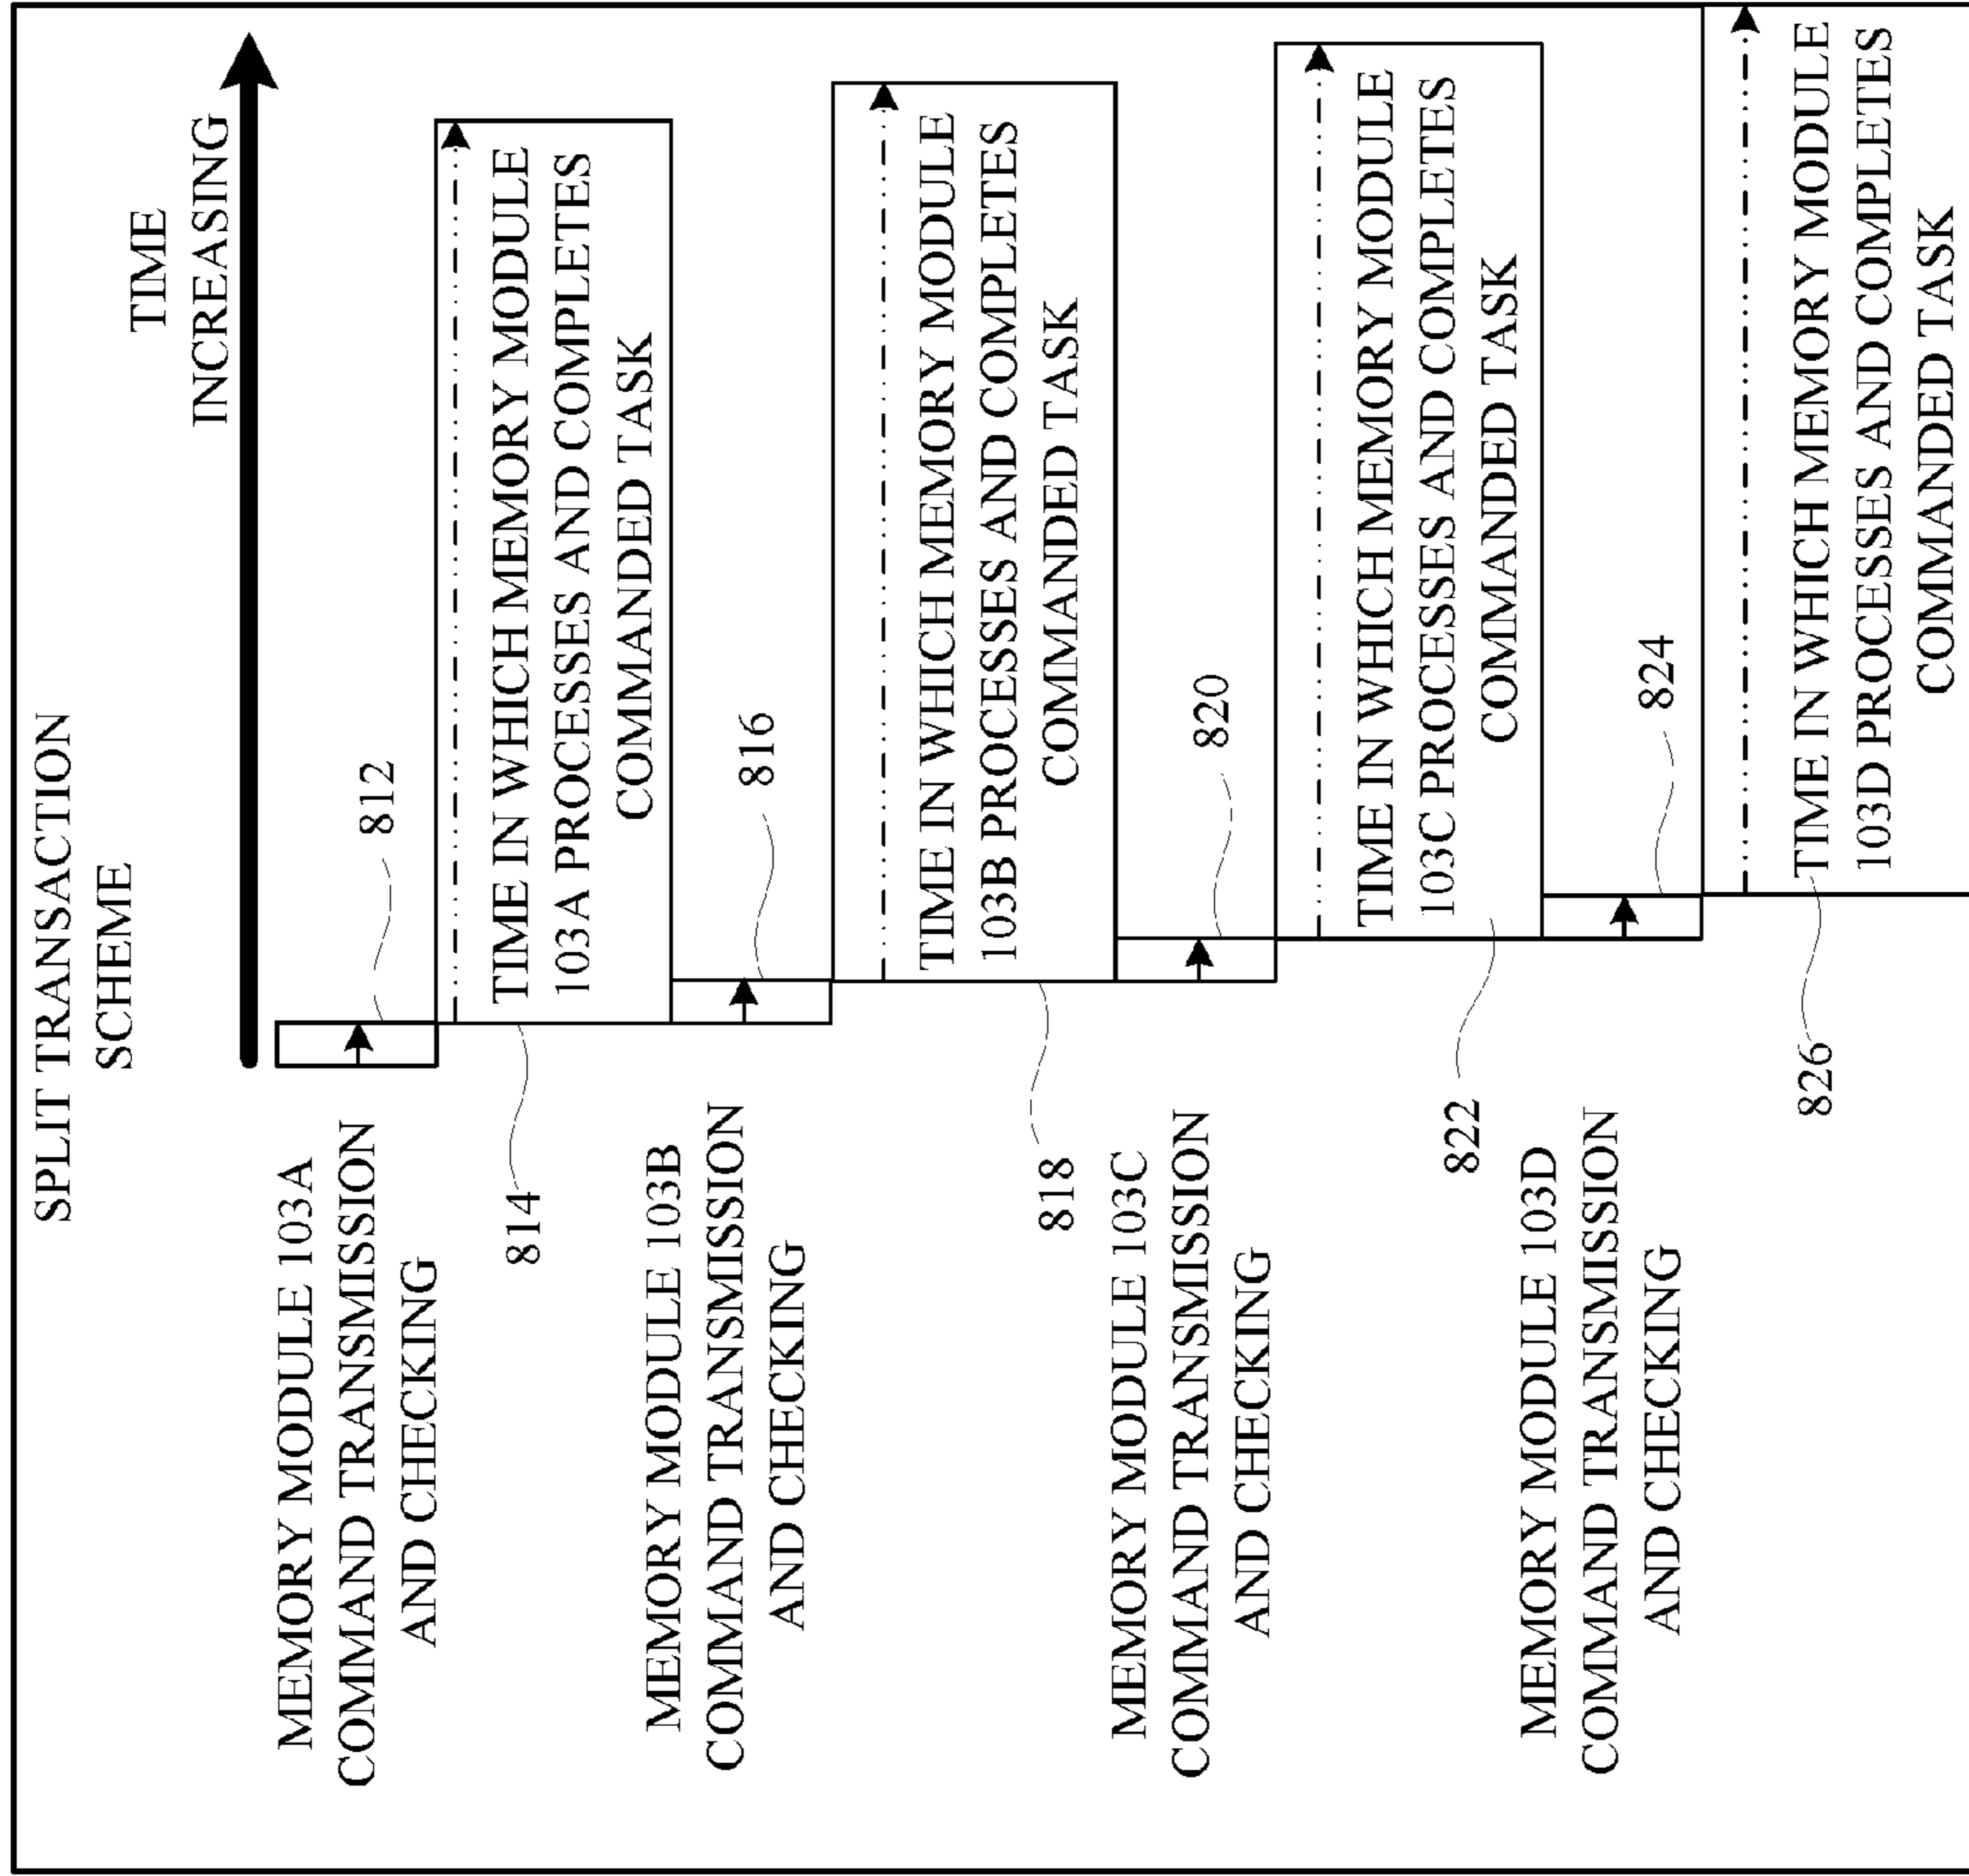 SPLIT TRANSACTION
SCHEME
TIME
INCREASING
MEMORY MODULE 103A
COMMAND TRANSMISSION
AND CHECKING
812
814
TIME IN WHICH MEMORY MODULE
103A PROCESSES AND COMPLETES
COMMANDED TASK
MEMORY MODULE 103B
COMMAND TRANSMISSION
AND CHECKING
816
818
TIME IN WHICH MEMORY MODULE
103B PROCESSES AND COMPLETES
COMMANDED TASK
MEMORY MODULE 103C
COMMAND TRANSMISSION
AND CHECKING
820
822
TIME IN WHICH MEMORY MODULE
103C PROCESSES AND COMPLETES
COMMANDED TASK
MEMORY MODULE 103D
COMMAND TRANSMISSION
AND CHECKING
824
826
TIME IN WHICH MEMORY MODULE
103D PROCESSES AND COMPLETES
COMMANDED TASK